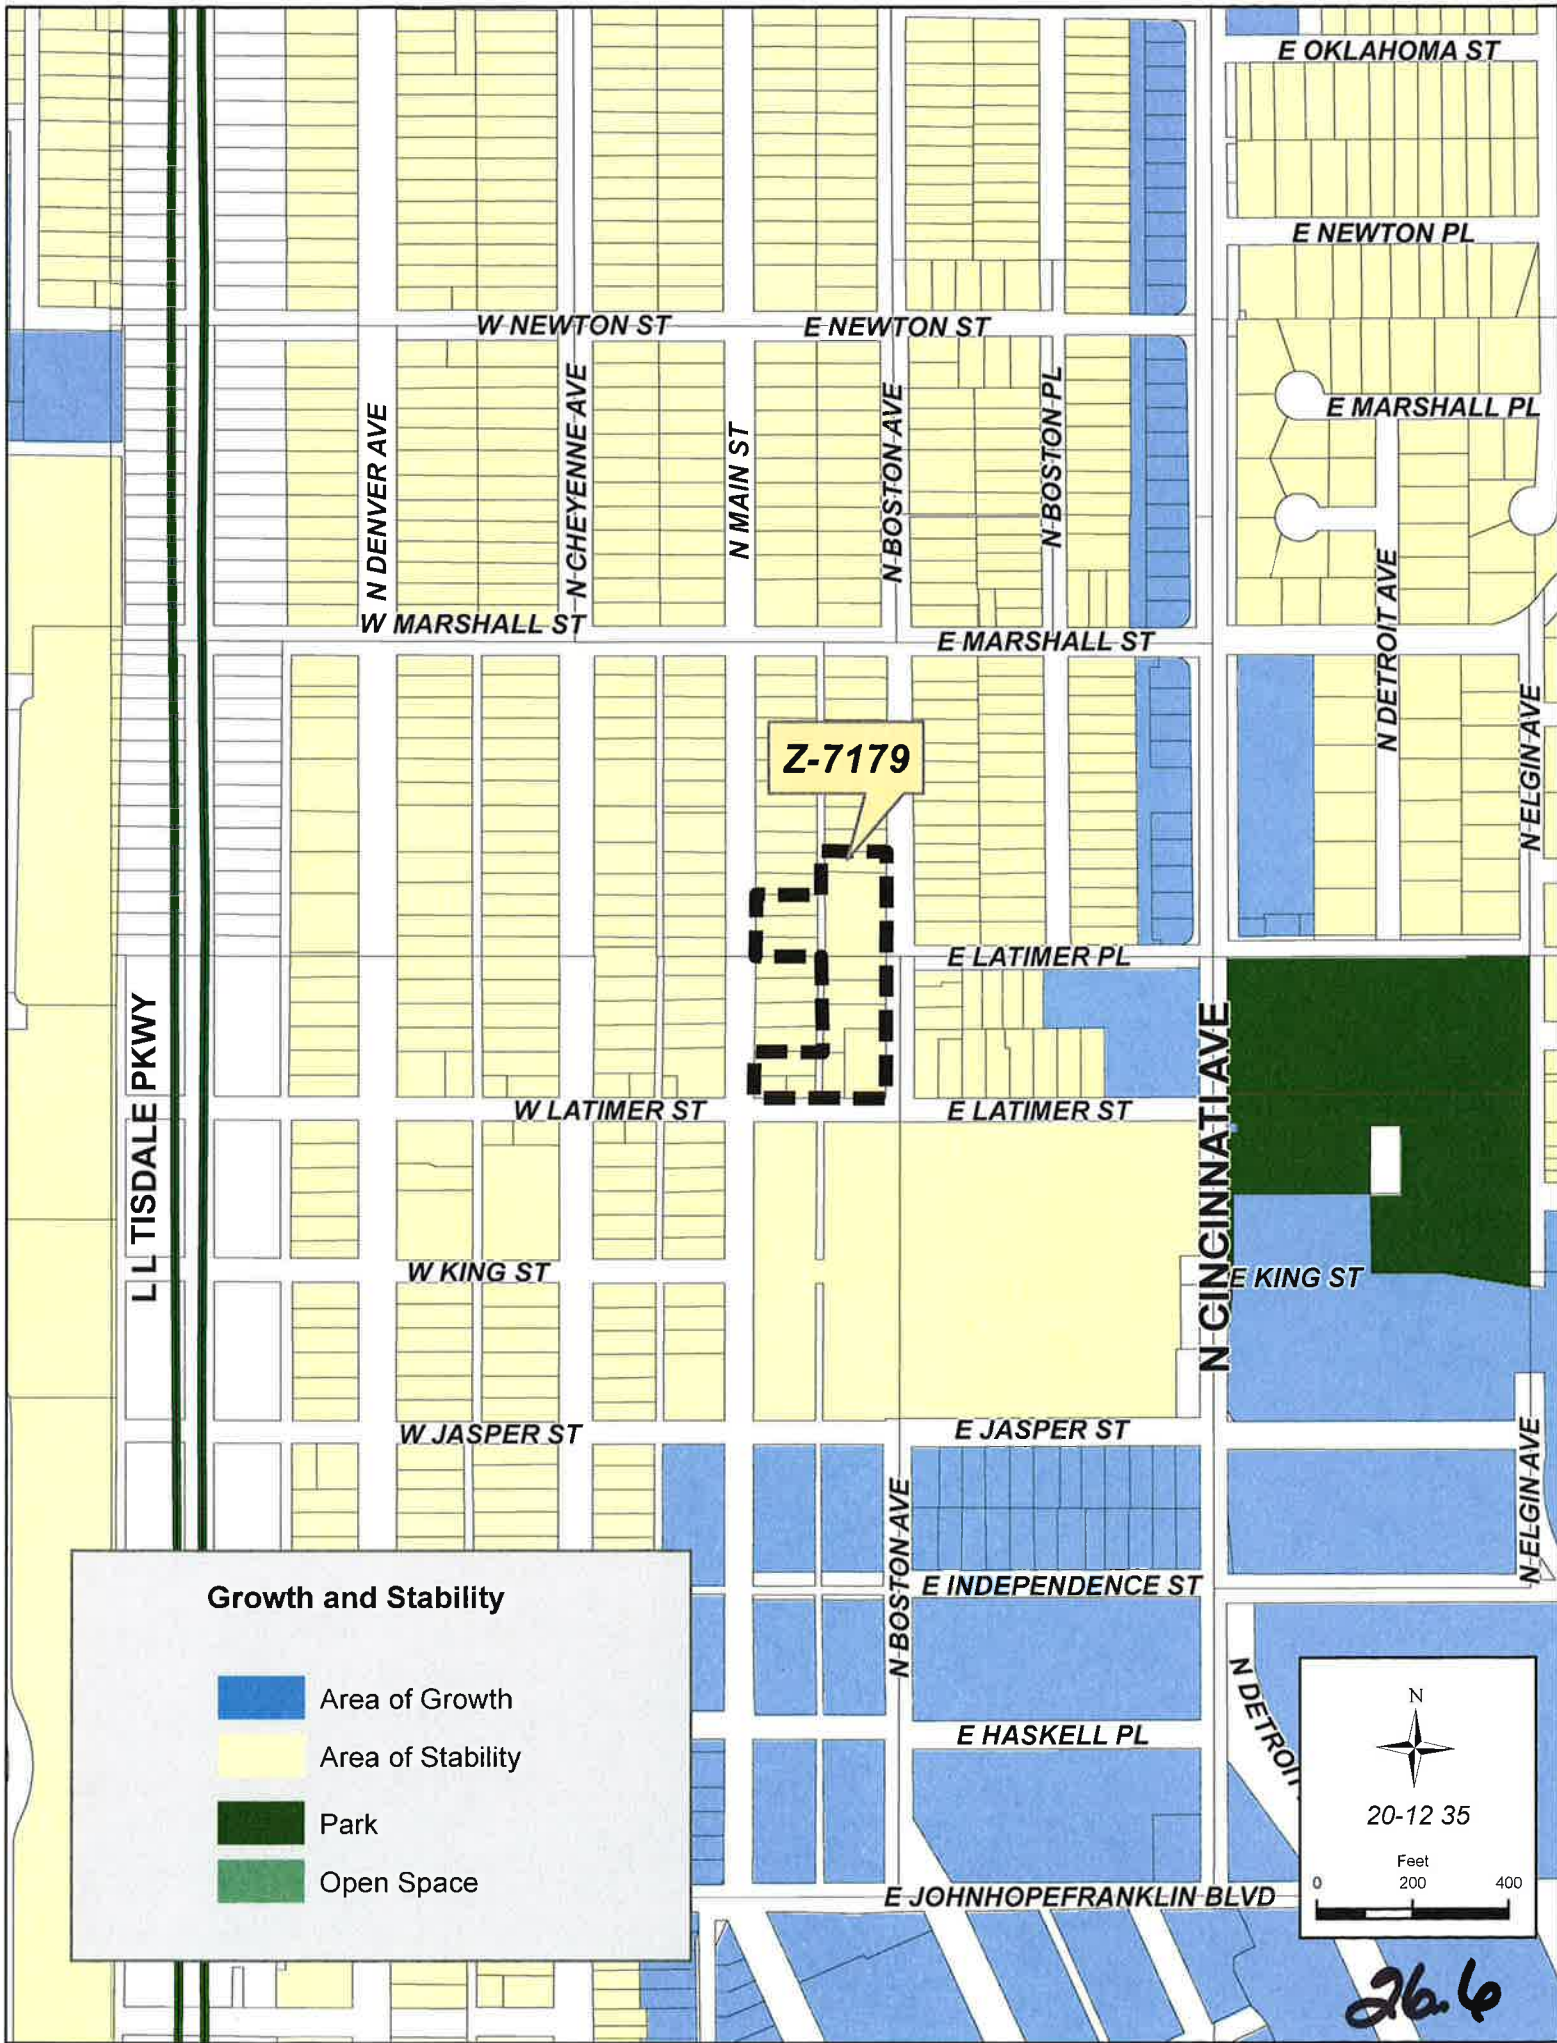 E OKLAHOMA ST
E NEWTON PL
W NEWTON ST
E NEWTON ST
E MARSHALL PL
N DENVER AVE
N CHEYENNE AVE
N MAIN ST
N BOSTON AVE
N BOSTON PL
N DETROIT AVE
W MARSHALL ST
E MARSHALL ST
N ELGIN AVE
Z-7179
E LATIMER PL
L L TISDALE PKWY
N CINCINNATI AVE
W LATIMER ST
E LATIMER ST
W KING ST
E KING ST
W JASPER ST
E JASPER ST
N BOSTON AVE
N ELGIN AVE
E INDEPENDENCE ST
Growth and Stability
Area of Growth
Area of Stability
Park
Open Space
E HASKELL PL
N DETROIT
N
20-12 35
Feet
0 200 400
E JOHNHOPEFRANKLIN BLVD
26.6